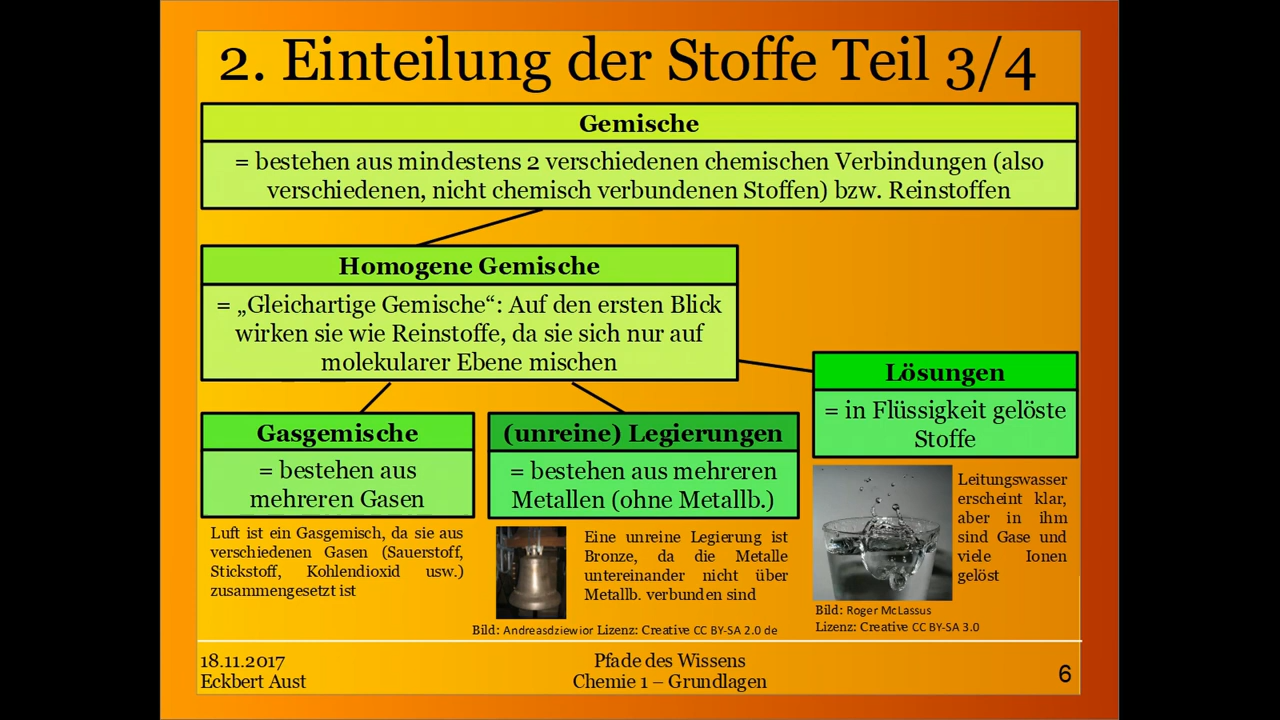 2. Einteilung der Stoffe Teil 3/4
Gemische
= bestehen aus mindestens 2 verschiedenen chemischen Verbindungen (also
verschiedenen, nicht chemisch verbundenen Stoffen) bzw. Reinstoffen
Homogene Gemische
= „Gleichartige Gemische“: Auf den ersten Blick
wirken sie wie Reinstoffe, da sie sich nur auf
molekularer Ebene mischen
Lösungen
= in Flüssigkeit gelöste
Stoffe
Gasgemische
= bestehen aus
mehreren Gasen
(unreine) Legierungen
= bestehen aus mehreren
Metallen (ohne Metallb.)
Luft ist ein Gasgemisch, da sie aus
verschiedenen Gasen (Sauerstoff,
Stickstoff, Kohlendioxid usw.)
zusammengesetzt ist
Eine unreine Legierung ist
Bronze, da die Metalle
untereinander nicht über
Metallb. verbunden sind
Bild: Andreasdziewior Lizenz: Creative CC BY-SA 2.0 de
Leitungswasser
erscheint klar,
aber in ihm
sind Gase und
viele Ionen
gelöst
Bild: Roger McLassus
Lizenz: Creative CC BY-SA 3.0
18.11.2017
Eckbert Aust
Pfade des Wissens
Chemie 1 – Grundlagen
6